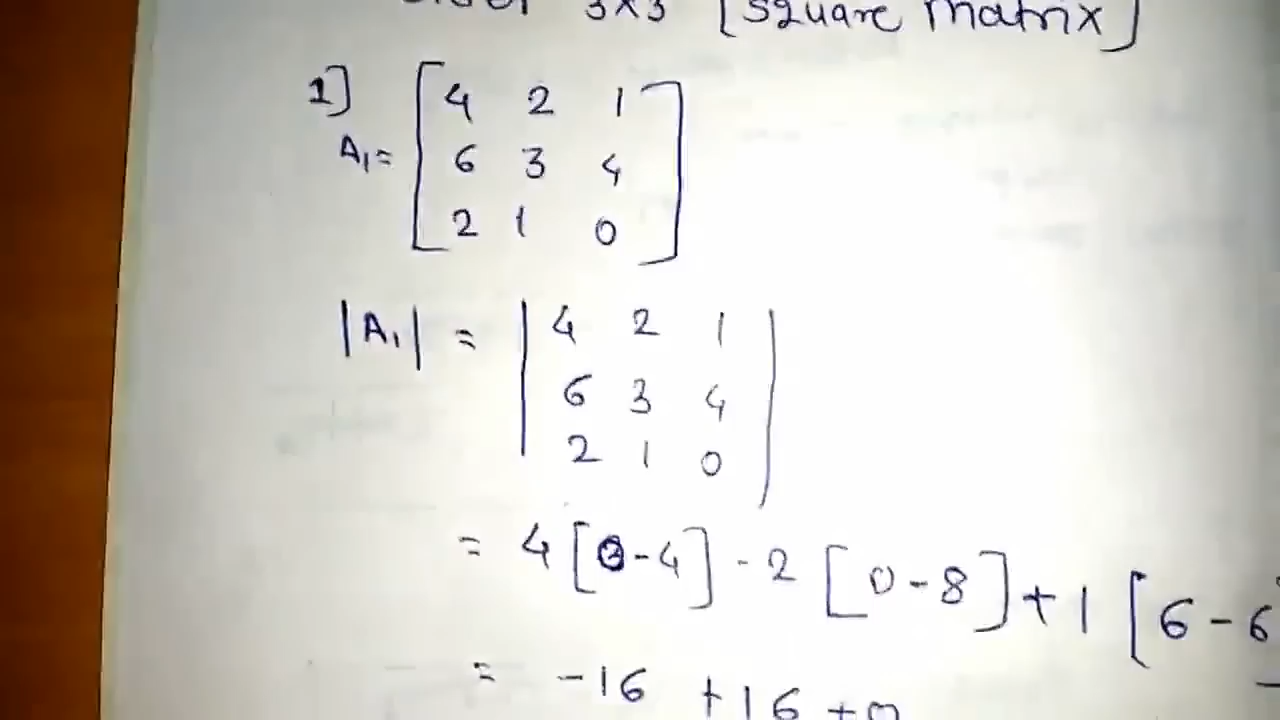 3x3 [Square Matrix]
1]
A₁= [4 2 1
6 3 4
2 1 0]
|A₁| = |4 2 1
6 3 4
2 1 0|
= 4[0-4] - 2[0-8] + 1[6-6
= -16 +16 +0